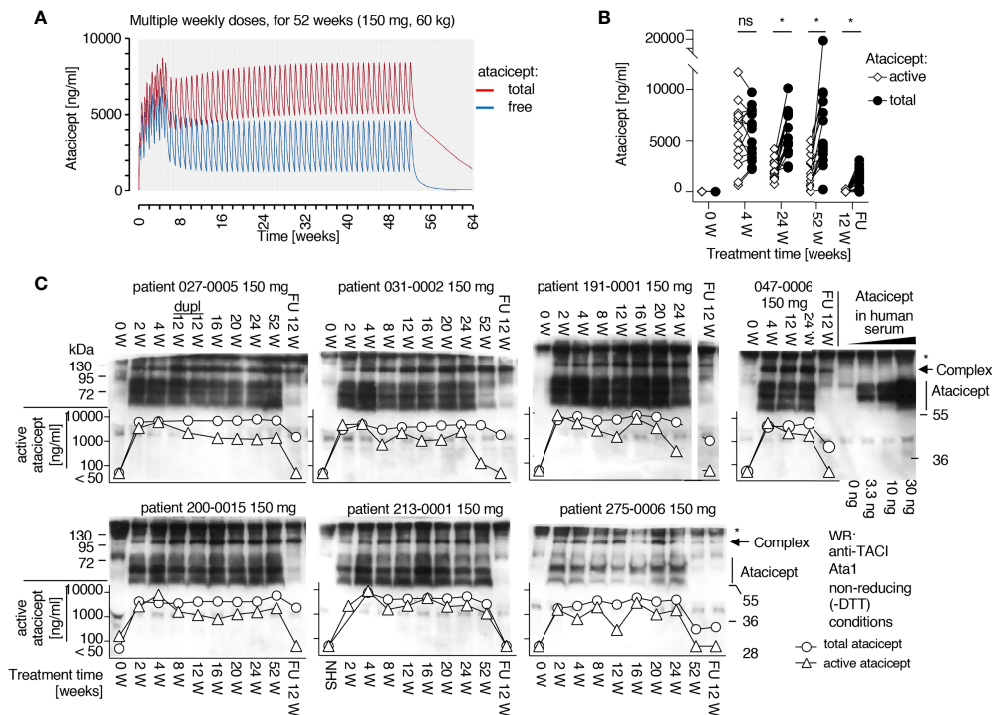 A
Multiple weekly doses, for 52 weeks (150 mg, 60 kg)
10000
5000
0
Atacicept [ng/ml]
0
8
16
24
32
40
48
56
64
Time [weeks]
atacicept:
total
free
B
ns
*
*
*
20000
10000
5000
0
Atacicept [ng/ml]
Atacicept:
active
total
0 W
4 W
24 W
52 W
12 W
FU
Treatment time [weeks]
C
patient 027-0005 150 mg
0 W
2 W
4 W
dupl
12 W
12 W
16 W
20 W
24 W
52 W
FU 12 W
kDa
130
95
72
active
atacicept
[ng/ml]
10000
1000
100
<50
patient 031-0002 150 mg
0 W
2 W
4 W
8 W
12 W
16 W
20 W
24 W
52 W
FU 12 W
patient 191-0001 150 mg
0 W
2 W
4 W
8 W
12 W
16 W
20 W
24 W
FU 12 W
047-0006
150 mg
0 W
4 W
12 W
24 W
FU 12 W
Atacicept
in human
serum
*
Complex
Atacicept
55
36
0 ng
3.3 ng
10 ng
30 ng
patient 200-0015 150 mg
130
95
72
active
atacicept
[ng/ml]
10000
1000
100
<50
Treatment time
[weeks]
0 W
2 W
4 W
8 W
12 W
16 W
20 W
24 W
52 W
FU 12 W
patient 213-0001 150 mg
NHS
2 W
4 W
8 W
12 W
16 W
20 W
24 W
52 W
FU 12 W
patient 275-0006 150 mg
0 W
2 W
4 W
8 W
12 W
16 W
20 W
24 W
52 W
FU 12 W
*
Complex
Atacicept
55
36
28
WB:
anti-TACI
Ata1
non-reducing
(-DTT)
conditions
total atacicept
active atacicept